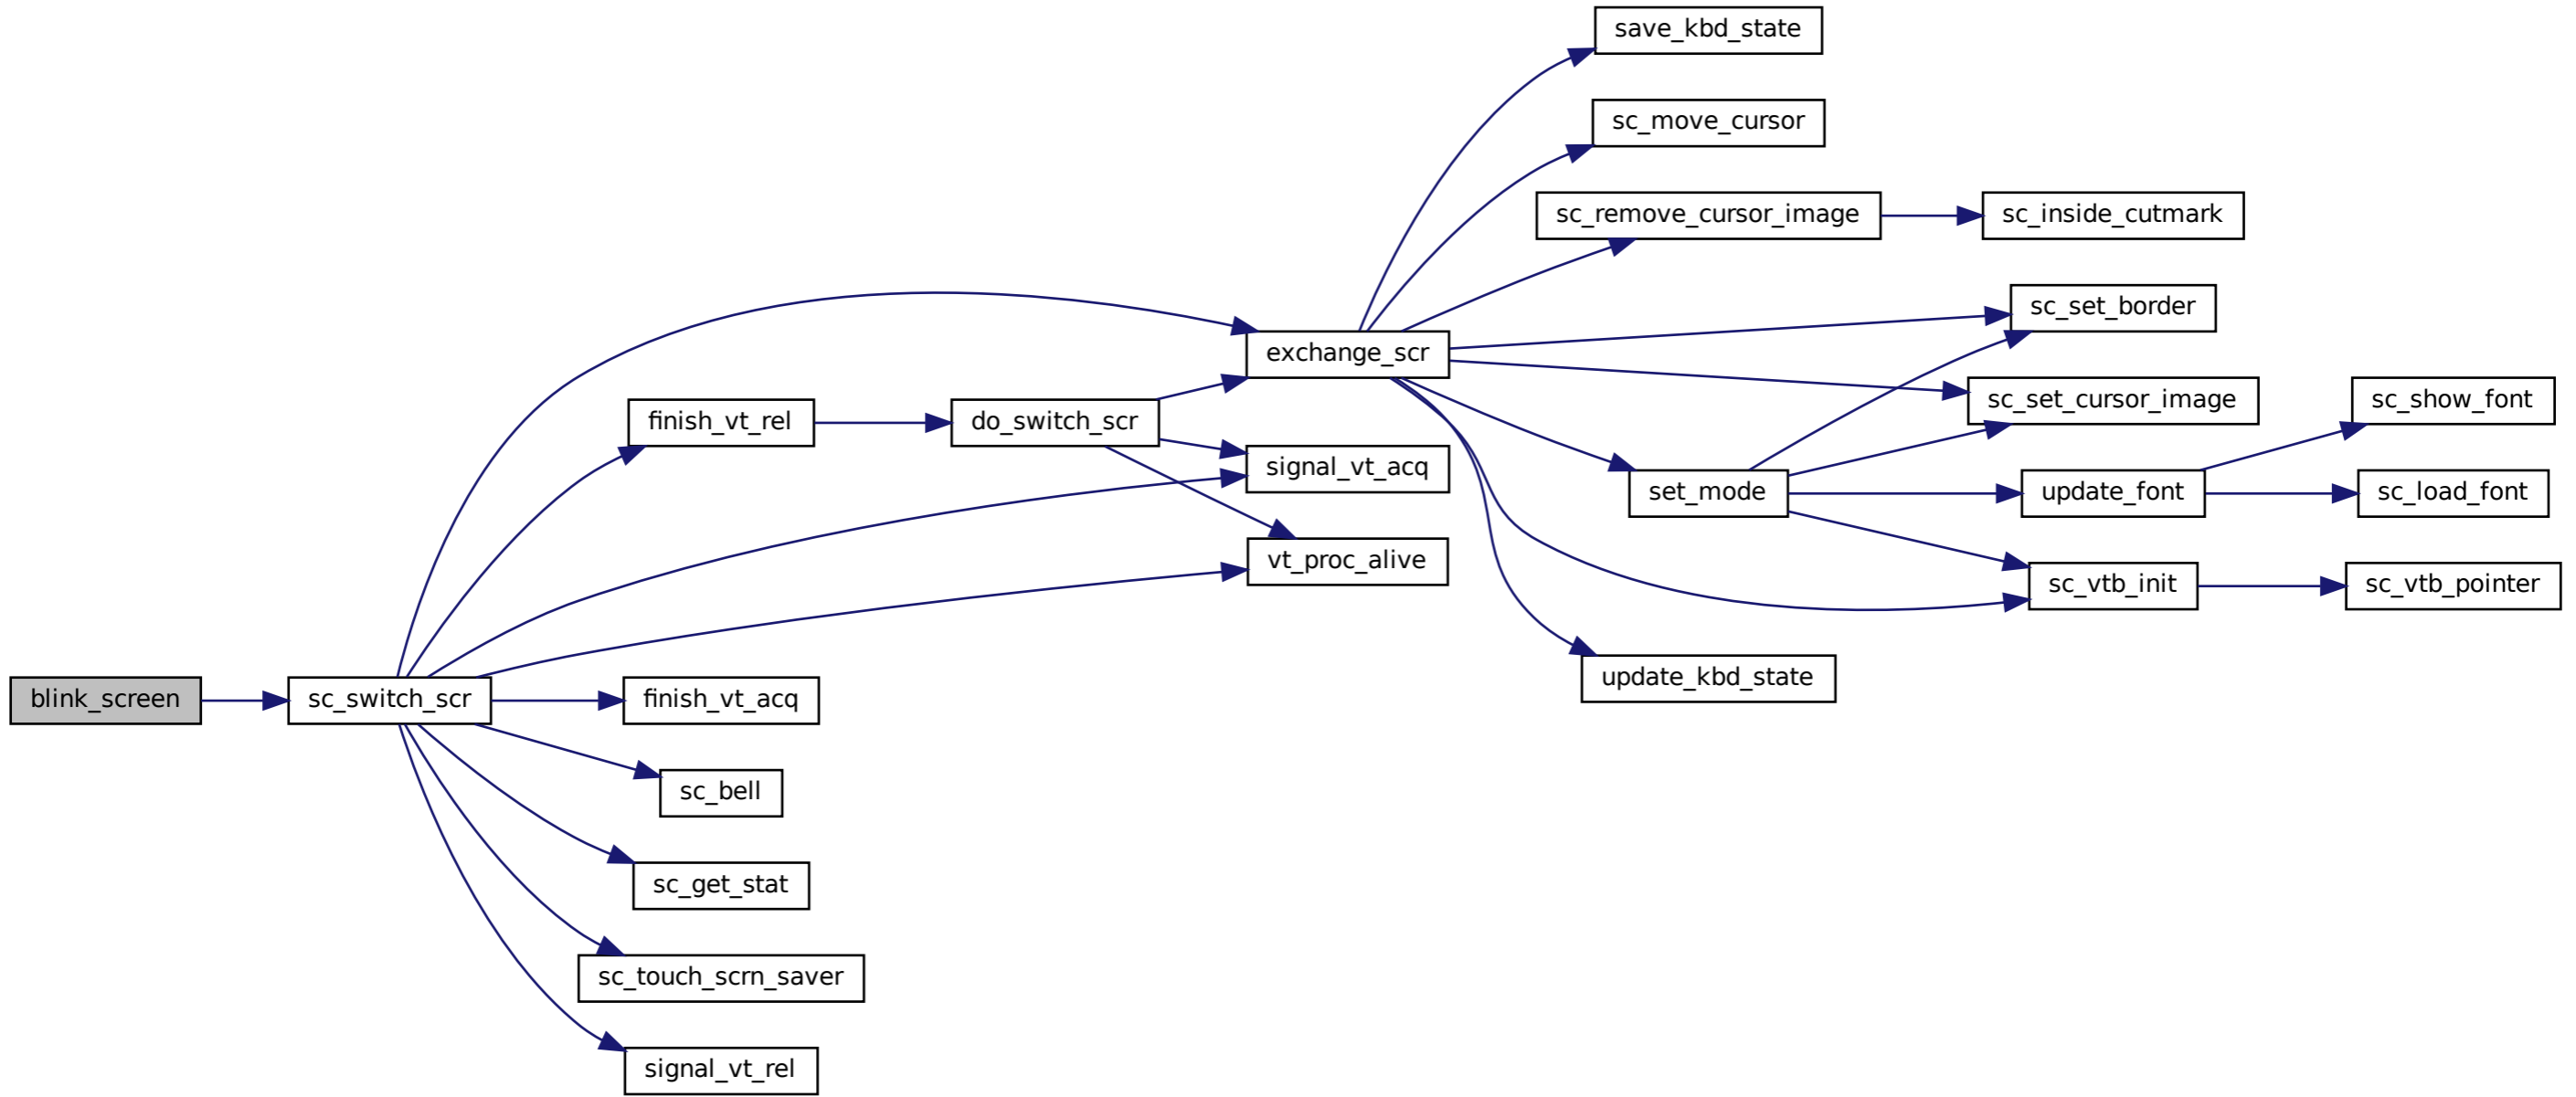 save_kbd_state
sc_move_cursor
sc_remove_cursor_image
sc_inside_cutmark
sc_set_border
exchange_scr
sc_set_cursor_image
sc_show_font
finish_vt_rel
do_switch_scr
signal_vt_acq
set_mode
update_font
sc_load_font
vt_proc_alive
sc_vtb_init
sc_vtb_pointer
update_kbd_state
blink_screen
sc_switch_scr
finish_vt_acq
sc_bell
sc_get_stat
sc_touch_scrn_saver
signal_vt_rel